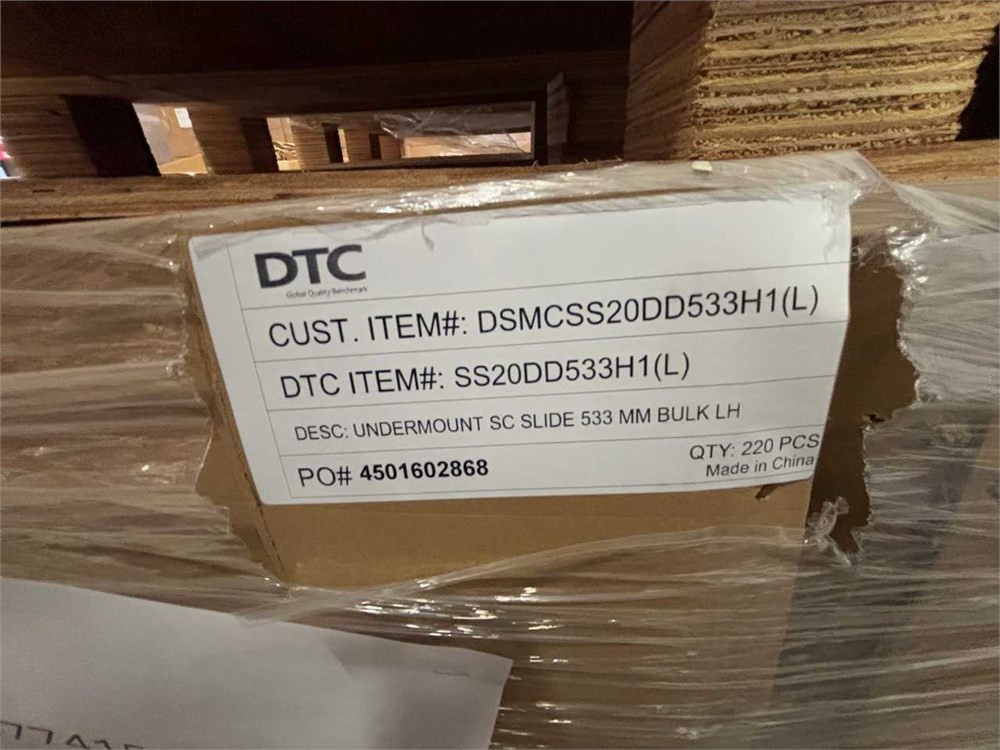 DTC
Global Quality Benchmark
CUST. ITEM#: DSMCSS20DD533H1(L)
DTC ITEM#: SS20DD533H1(L)
DESC: UNDERMOUNT SC SLIDE 533 MM BULK LH
PO# 4501602868
QTY: 220 PCS
Made in China